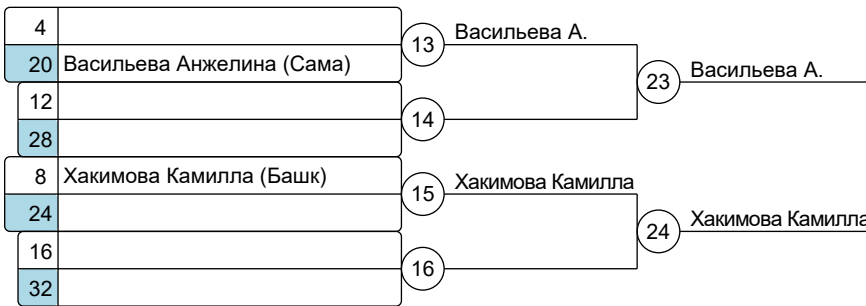 4
13
Васильева А.
20 Васильева Анжелина (Сама)
23
Васильева А.
12
14
28
8 Хакимова Камилла (Башк)
15
Хакимова Камилла
24
24
Хакимова Камилла
16
16
32